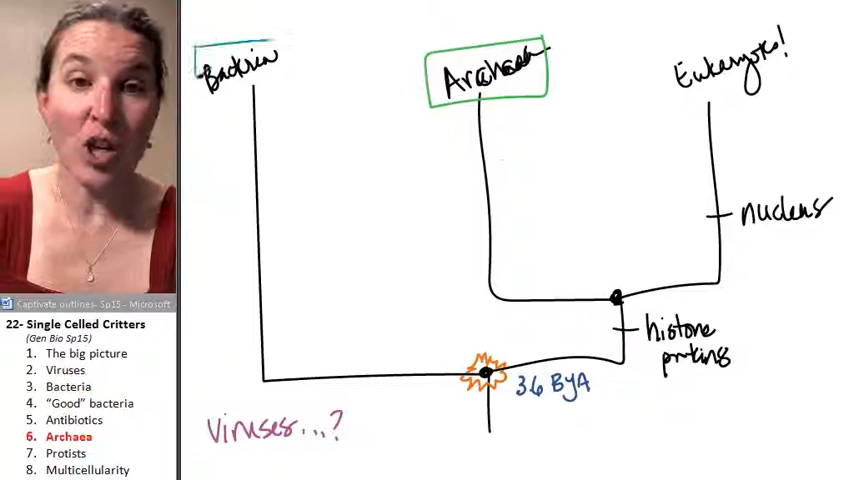 Bacteria
Archaea
Eukaryotes!
nucleus
histone
proteins
3.6 BYA
Viruses...?
Captivate outlines- Sp15 - Microsoft
22- Single Celled Critters
(Gen Bio Sp15)
1. The big picture
2. Viruses
3. Bacteria
4. “Good” bacteria
5. Antibiotics
6. Archaea
7. Protists
8. Multicellularity